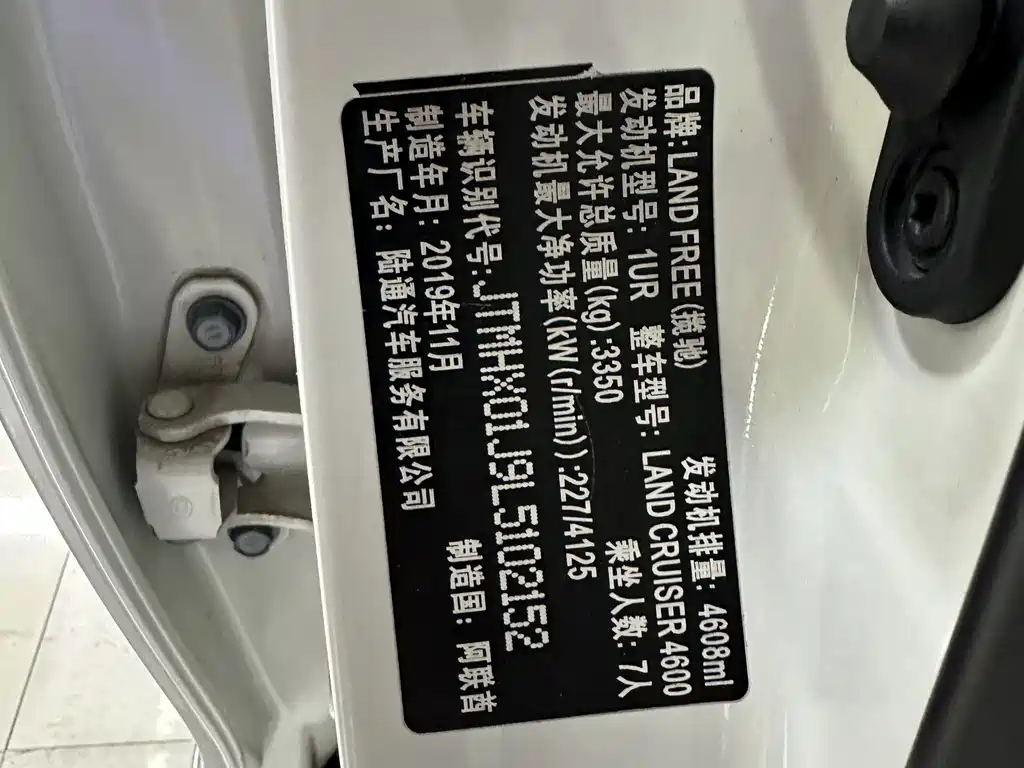 品牌:LAND FREE(揽驰) 发动机排量: 4608ml
发动机型号: 1UR 整车型号: LAND CRUISER 4600
最大允许总质量(kg):3350 乘坐人数: 7人
发动机最大净功率(kW(r/min)):227/4125
车辆识别代号:JTMHX01J9L5102152
制造年月: 2019年11月 制造国: 阿联酋
生产厂名: 陆通汽车服务有限公司